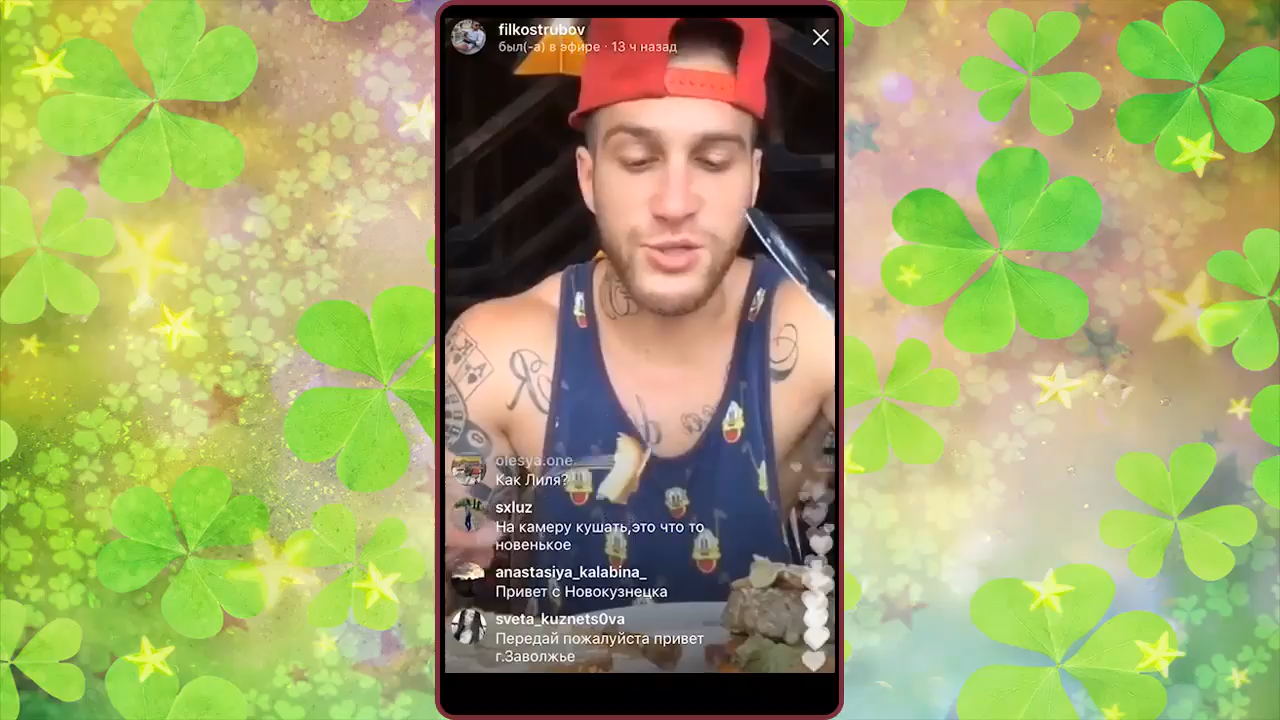 filkostrubov
был(-а) в эфире · 13 ч назад
olesya.one
Как Лиля?
sxluz
На камеру кушать,это что то
новенькое
anastasiya_kalabina_
Привет с Новокузнецка
sveta_kuznets0va
Передай пожалуйста привет
г.Заволжье